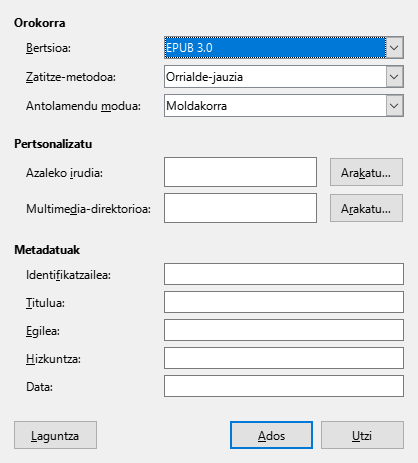 Orokorra
Bertsioa: EPUB 3.0
Zatitze-metodoa: Orrialde-jauzia
Antolamendu modua: Moldakorra
Pertsonalizatu
Azaleko irudia: Arakatu...
Multimedia-direktorioa: Arakatu...
Metadatuak
Identifikatzailea:
Titulua:
Egilea:
Hizkuntza:
Data:
Laguntza Ados Utzi